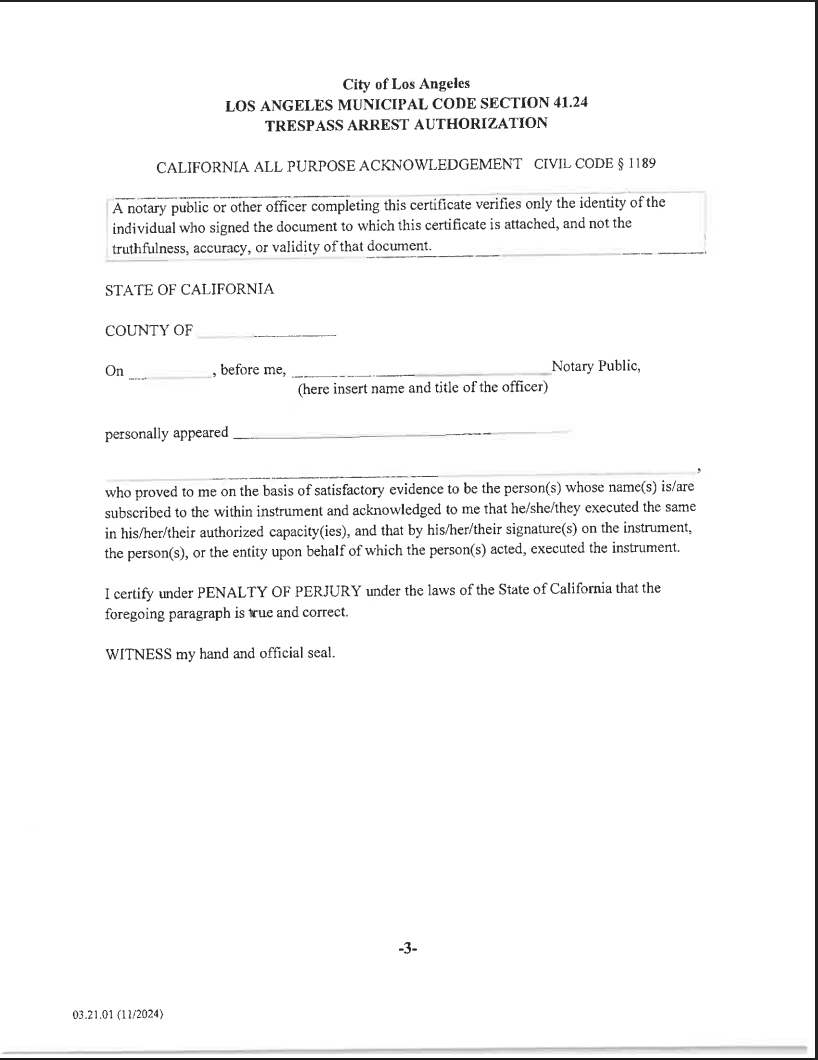 City of Los Angeles
LOS ANGELES MUNICIPAL CODE SECTION 41.24
TRESPASS ARREST AUTHORIZATION
CALIFORNIA ALL PURPOSE ACKNOWLEDGEMENT CIVIL CODE § 1189
A notary public or other officer completing this certificate verifies only the identity of the
individual who signed the document to which this certificate is attached, and not the
truthfulness, accuracy, or validity of that document.
STATE OF CALIFORNIA
COUNTY OF ____________________
On ____________, before me, ______________________________ Notary Public,
(here insert name and title of the officer)
personally appeared ________________________________________
______________________________________________________________________,
who proved to me on the basis of satisfactory evidence to be the person(s) whose name(s) is/are
subscribed to the within instrument and acknowledged to me that he/she/they executed the same
in his/her/their authorized capacity(ies), and that by his/her/their signature(s) on the instrument,
the person(s), or the entity upon behalf of which the person(s) acted, executed the instrument.
I certify under PENALTY OF PERJURY under the laws of the State of California that the
foregoing paragraph is true and correct.
WITNESS my hand and official seal.
-3-
03.21.01 (11/2024)